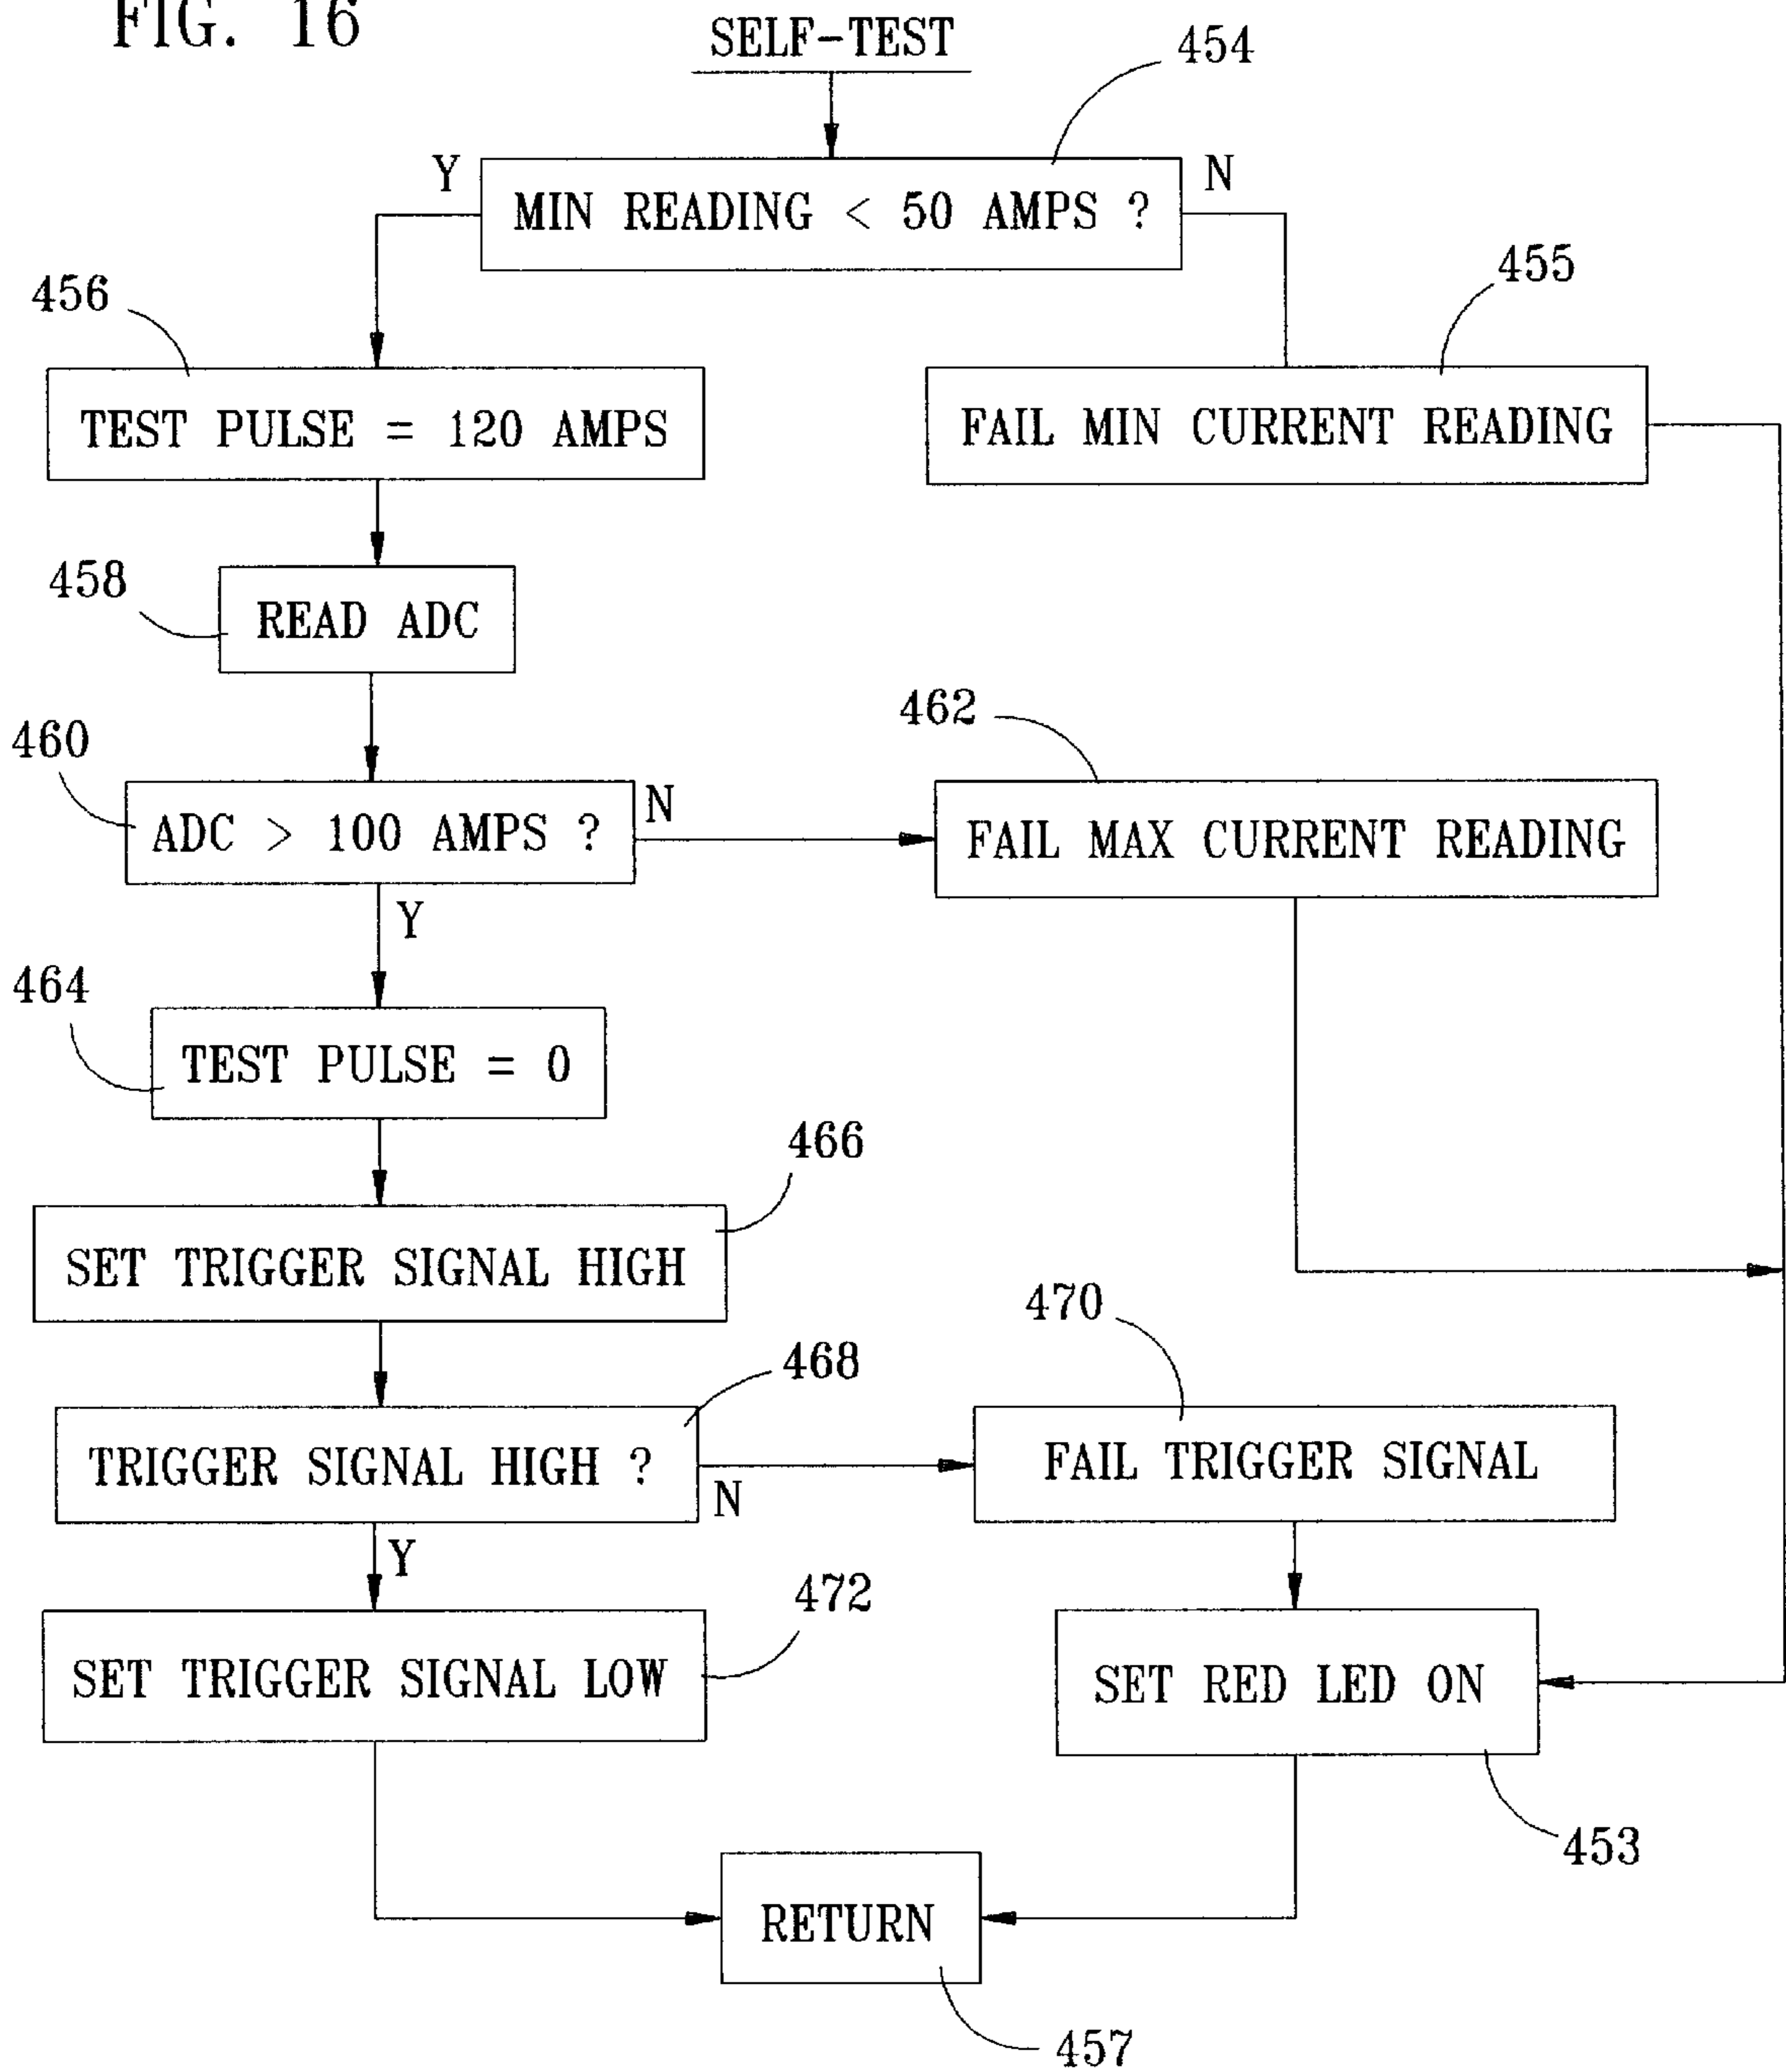 FIG. 16
SELF-TEST
454
Y
N
MIN READING < 50 AMPS ?
455
456
TEST PULSE = 120 AMPS
FAIL MIN CURRENT READING
458
READ ADC
462
460
N
ADC > 100 AMPS ?
FAIL MAX CURRENT READING
Y
464
TEST PULSE = 0
466
SET TRIGGER SIGNAL HIGH
470
468
TRIGGER SIGNAL HIGH ?
N
FAIL TRIGGER SIGNAL
Y
472
SET TRIGGER SIGNAL LOW
SET RED LED ON
453
RETURN
457